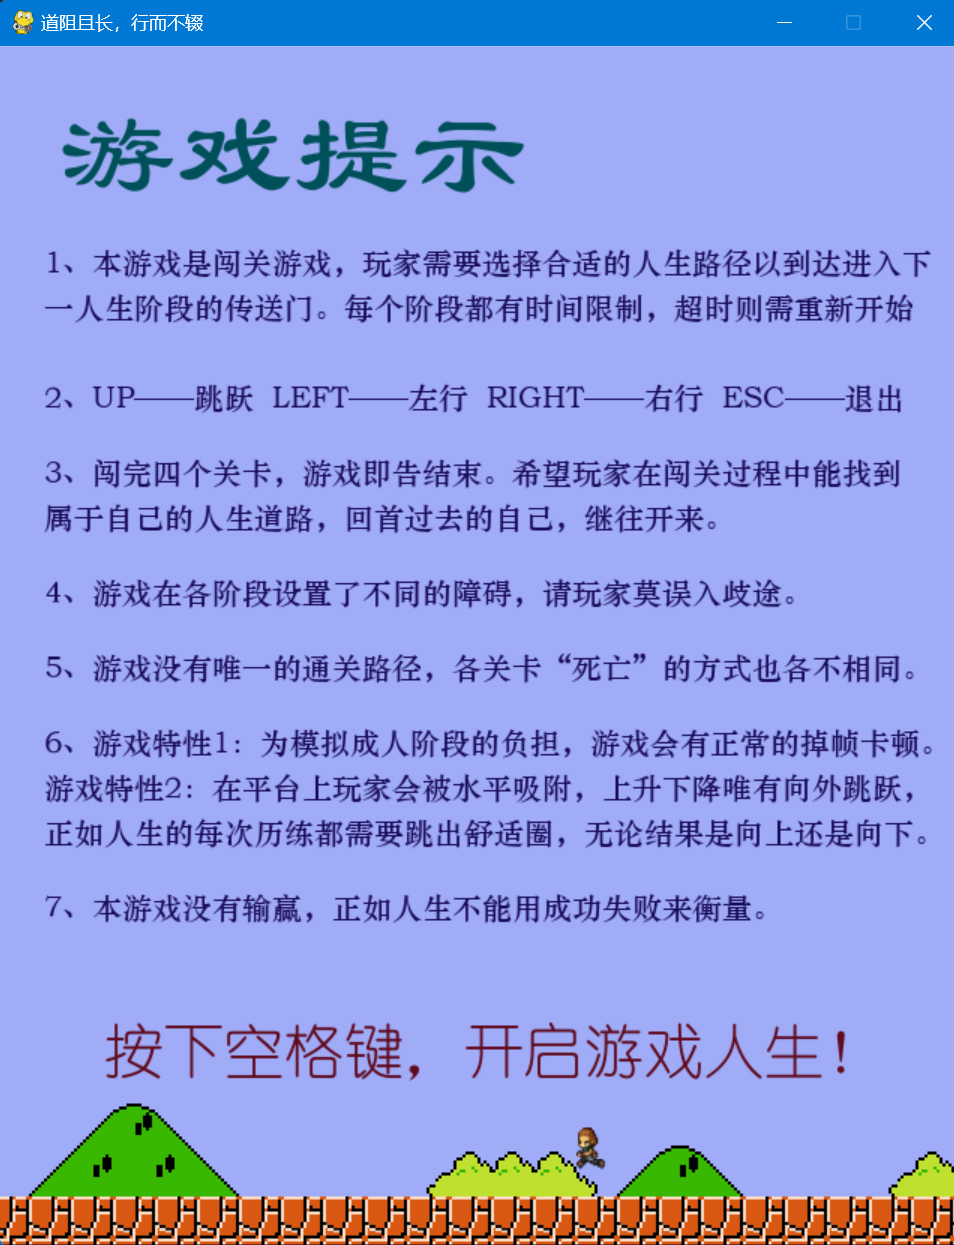 道阻且长，行而不辍
游戏提示
1、本游戏是闯关游戏，玩家需要选择合适的人生路径以到达进入下
一人生阶段的传送门。每个阶段都有时间限制，超时则需重新开始
2、UP——跳跃 LEFT——左行 RIGHT——右行 ESC——退出
3、闯完四个关卡，游戏即告结束。希望玩家在闯关过程中能找到
属于自己的人生道路，回首过去的自己，继往开来。
4、游戏在各阶段设置了不同的障碍，请玩家莫误入歧途。
5、游戏没有唯一的通关路径，各关卡“死亡”的方式也各不相同。
6、游戏特性1：为模拟成人阶段的负担，游戏会有正常的掉帧卡顿。
游戏特性2：在平台上玩家会被水平吸附，上升下降唯有向外跳跃，
正如人生的每次历练都需要跳出舒适圈，无论结果是向上还是向下。
7、本游戏没有输赢，正如人生不能用成功失败来衡量。
按下空格键，开启游戏人生！